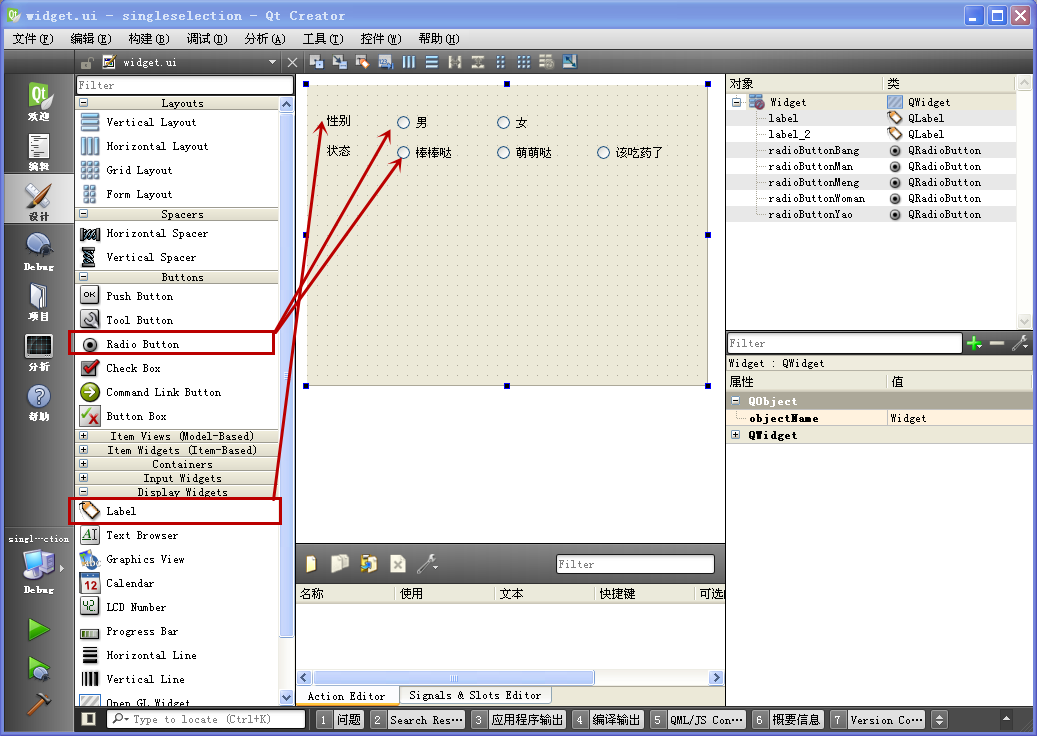 widget.ui - singleselection - Qt Creator
文件(F) 编辑(E) 构建(B) 调试(D) 分析(A) 工具(T) 控件(W) 帮助(H)
widget.ui
Filter
Layouts
Vertical Layout
Horizontal Layout
Grid Layout
Form Layout
Spacers
Horizontal Spacer
Vertical Spacer
Buttons
OK Push Button
Tool Button
Radio Button
Check Box
Command Link Button
Button Box
Item Views (Model-Based)
Item Widgets (Item-Based)
Containers
Input Widgets
Display Widgets
Label
AI Text Browser
Graphics View
12 Calendar
42 LCD Number
Progress Bar
Horizontal Line
Vertical Line
Open GL Widget
Qt
欢迎
编辑
设计
Debug
项目
分析
帮助
singl···ction
Debug
性别 男 女
状态 棒棒哒 萌萌哒 该吃药了
对象 类
Widget QWidget
label QLabel
label_2 QLabel
radioButtonBang QRadioButton
radioButtonMan QRadioButton
radioButtonMeng QRadioButton
radioButtonWoman QRadioButton
radioButtonYao QRadioButton
Filter
Widget : QWidget
属性 值
QObject
objectName Widget
QWidget
Filter
名称 使用 文本 快捷键 可选
Action Editor Signals & Slots Editor
Type to locate (Ctrl+K) 1 问题 2 Search Res··· 3 应用程序输出 4 编译输出 5 QML/JS Con··· 6 概要信息 7 Version Co···